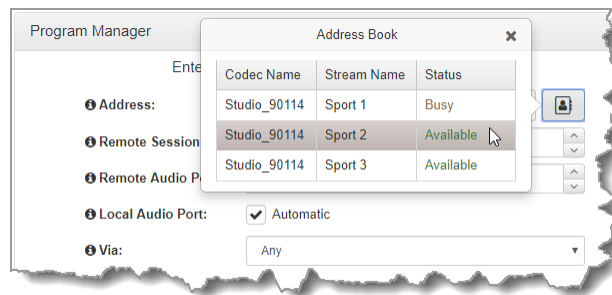 Program Manager
Address Book
Ente
Codec Name Stream Name Status
Address:
Studio_90114 Sport 1 Busy
Remote Session
Studio_90114 Sport 2 Available
Remote Audio P
Studio_90114 Sport 3 Available
Local Audio Port: Automatic
Via: Any